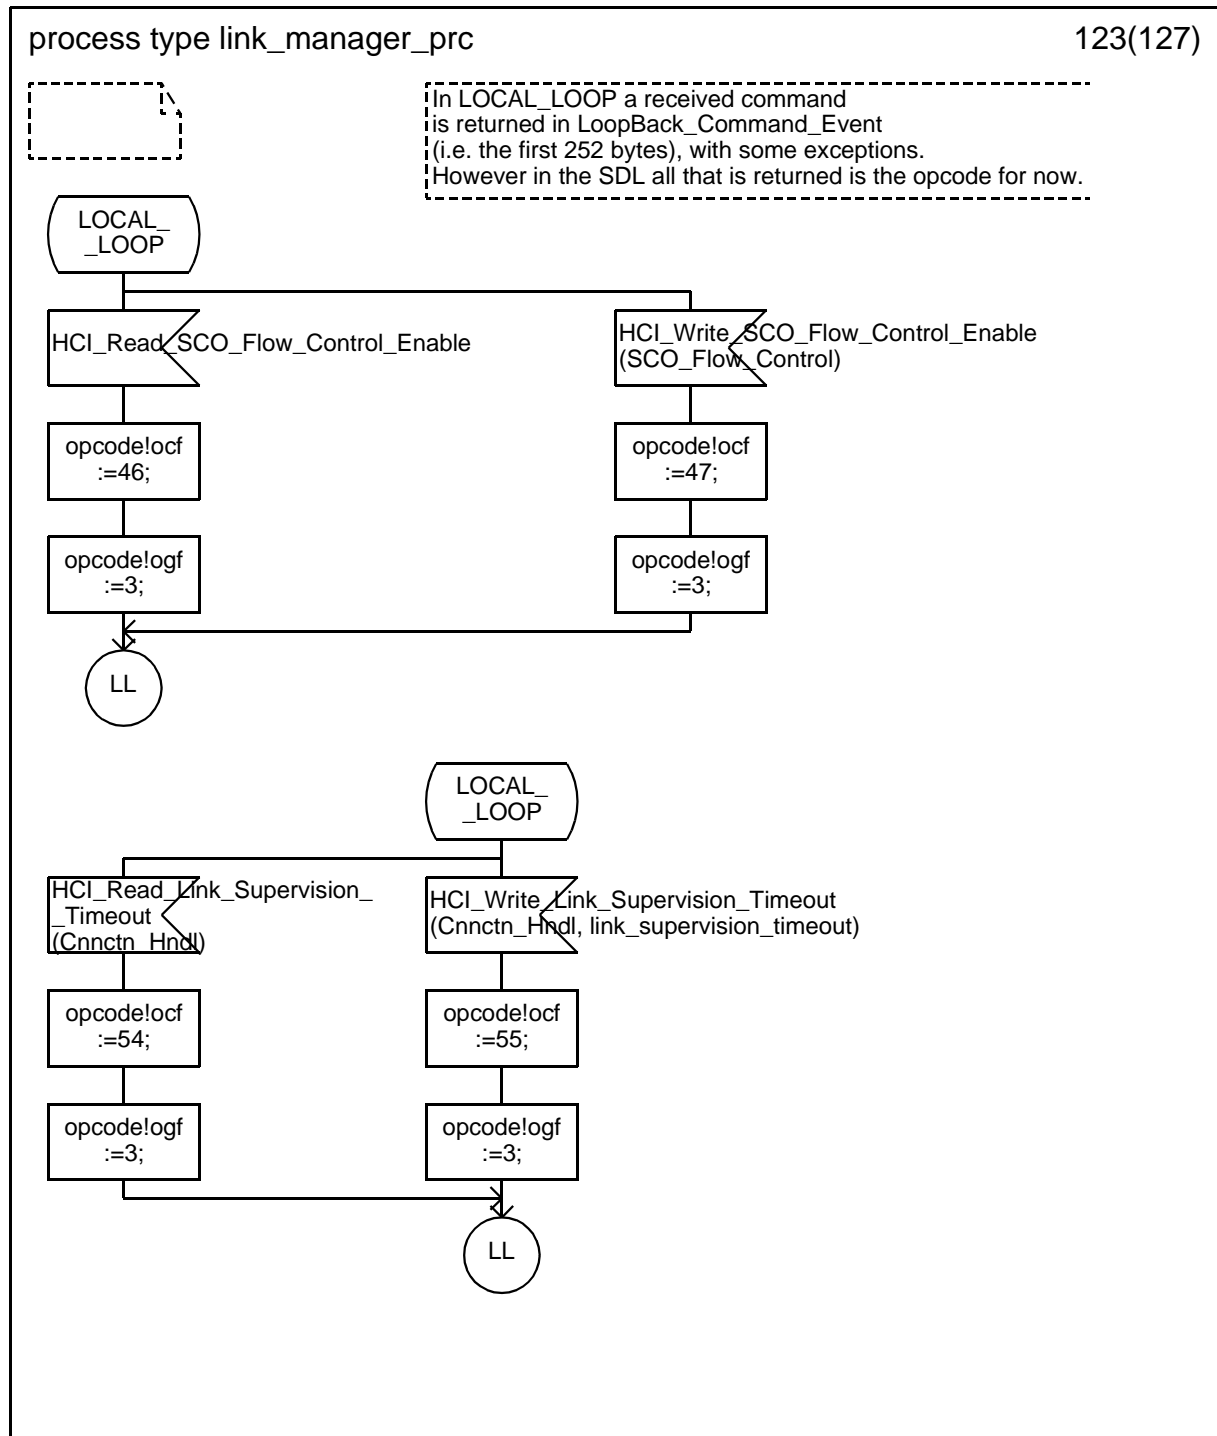 process type link_manager_prc
123(127)
In LOCAL_LOOP a received command
is returned in LoopBack_Command_Event
(i.e. the first 252 bytes), with some exceptions.
However in the SDL all that is returned is the opcode for now.
LOCAL_
_LOOP
HCI_Read_SCO_Flow_Control_Enable
HCI_Write_SCO_Flow_Control_Enable
(SCO_Flow_Control)
opcode!ocf
:=46;
opcode!ocf
:=47;
opcode!ogf
:=3;
opcode!ogf
:=3;
LL
LOCAL_
_LOOP
HCI_Read_Link_Supervision_
_Timeout
(Cnnctn_Hndl)
HCI_Write_Link_Supervision_Timeout
(Cnnctn_Hndl, link_supervision_timeout)
opcode!ocf
:=54;
opcode!ocf
:=55;
opcode!ogf
:=3;
opcode!ogf
:=3;
LL